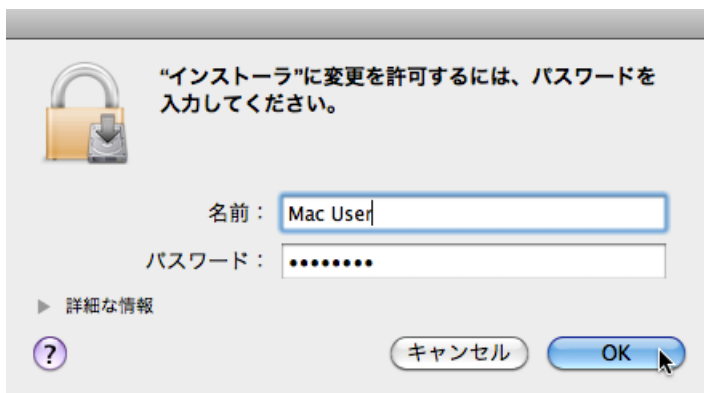 “インストーラ”に変更を許可するには、パスワードを
入力してください。
名前：
Mac User
パスワード：
••••••••
詳細な情報
?
キャンセル
OK